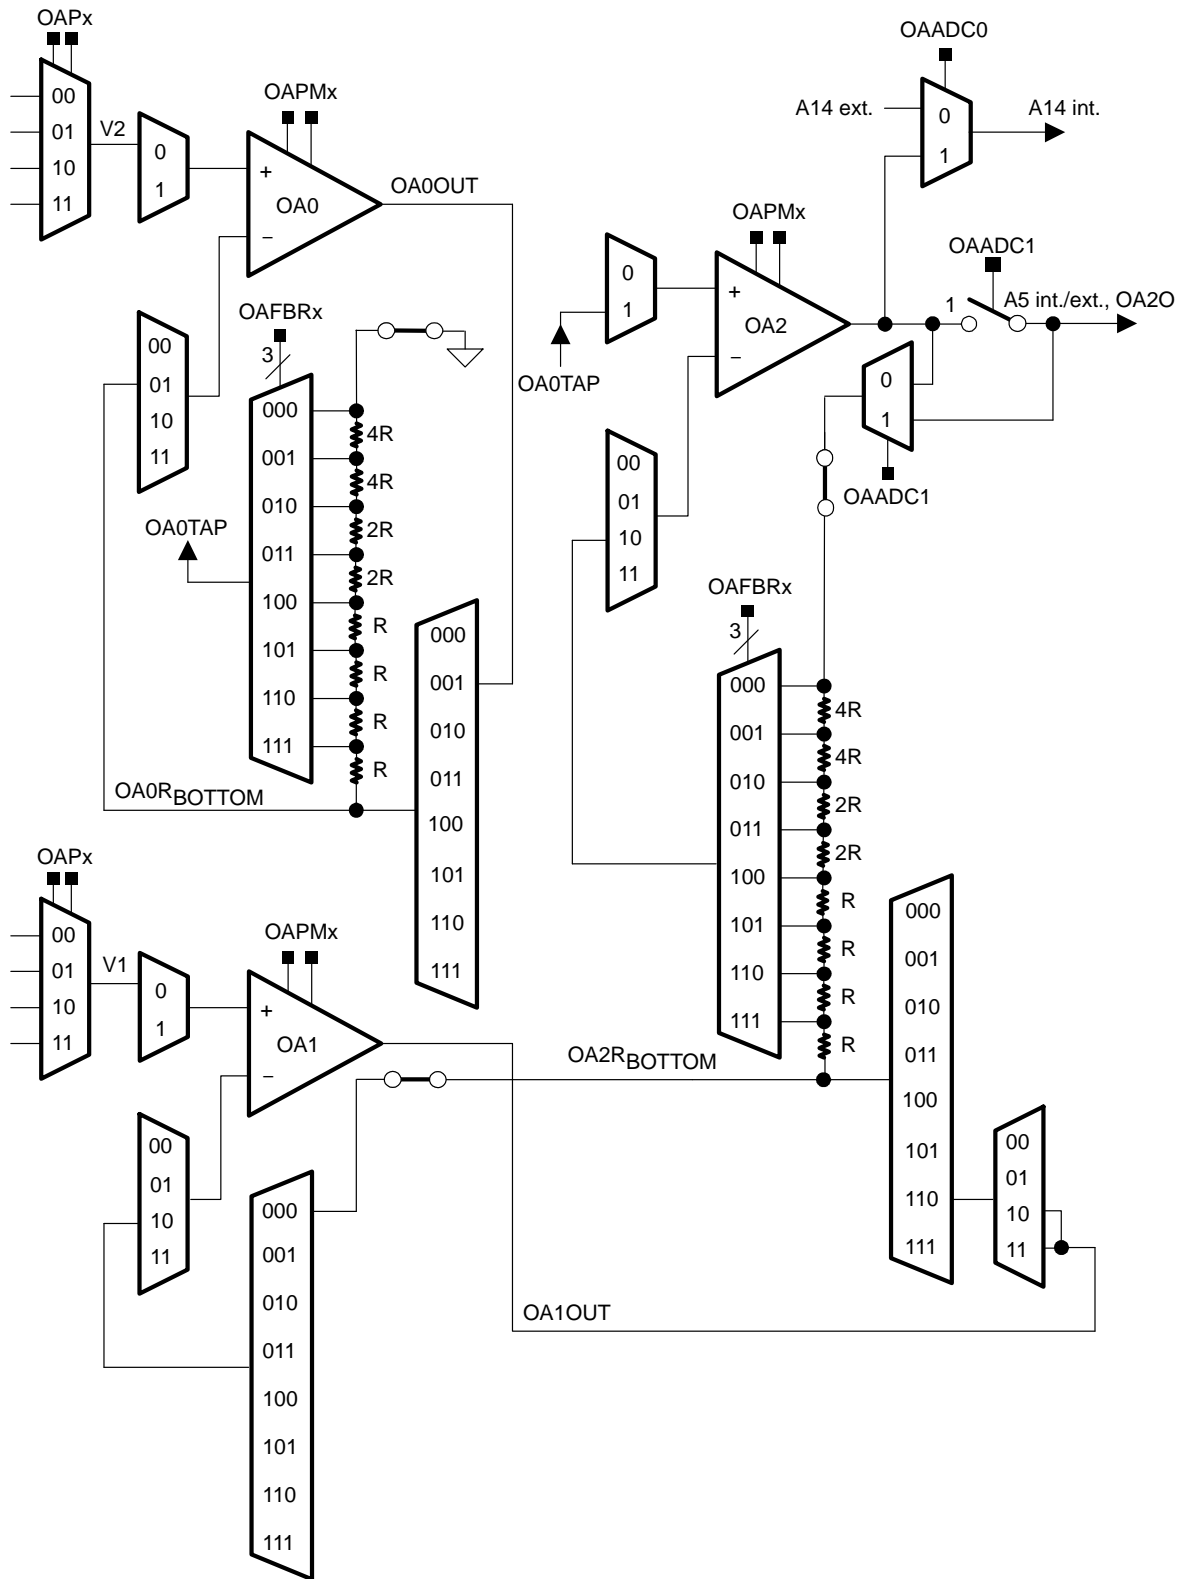 OAPx
00
01
10
11
V2
0
1
OAPMx
+
−
OA0
OA0OUT
00
01
10
11
OAFBRx
3
000
001
010
011
100
101
110
111
4R
4R
2R
2R
R
R
R
R
OA0TAP
OA0RBOTTOM
000
001
010
011
100
101
110
111
OAADC0
A14 ext.
0
1
A14 int.
OAPMx
0
1
OA0TAP
+
−
OA2
OAADC1
1
A5 int./ext., OA2O
0
1
OAADC1
00
01
10
11
OAFBRx
3
000
001
010
011
100
101
110
111
4R
4R
2R
2R
R
R
R
R
OA2RBOTTOM
000
001
010
011
100
101
110
111
00
01
10
11
OAPx
00
01
10
11
V1
0
1
OAPMx
+
−
OA1
00
01
10
11
000
001
010
011
100
101
110
111
OA1OUT